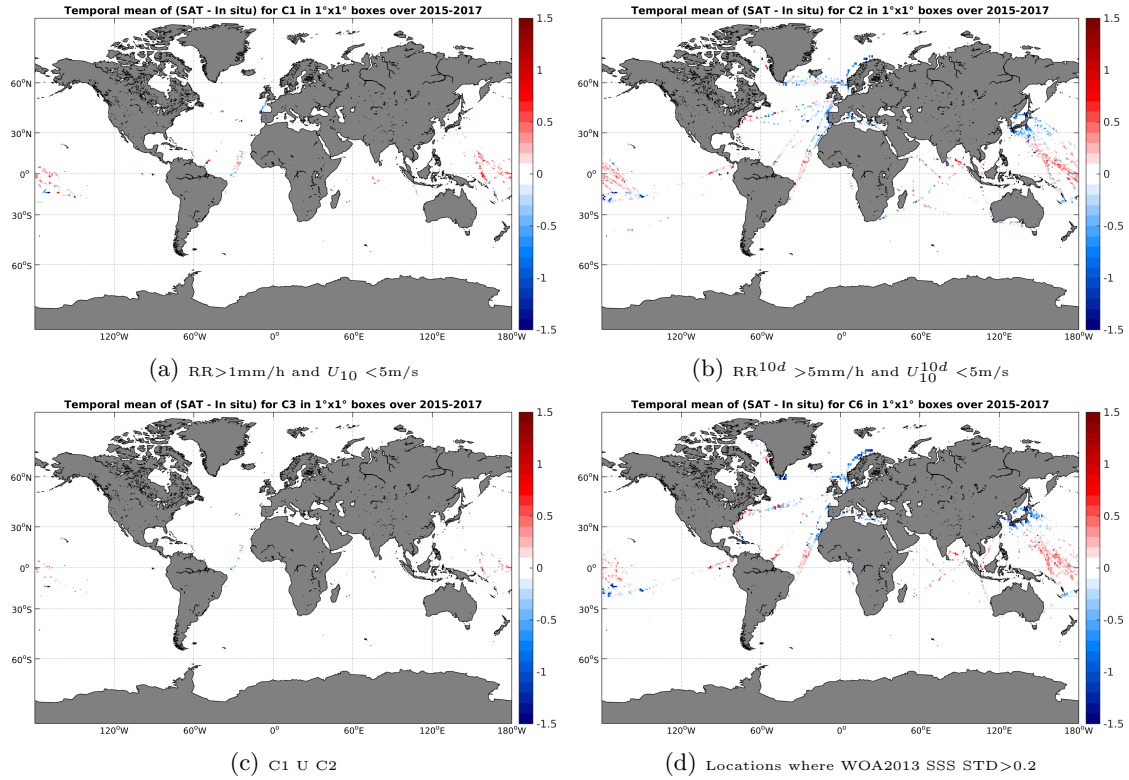 Temporal mean of (SAT - In situ) for C1 in 1°x1° boxes over 2015-2017
60°N
30°N
0°
30°S
60°S
120°W 60°W 0° 60°E 120°E 180°W
1.5
1
0.5
0
-0.5
-1
-1.5
(a) RR>1mm/h and U10 <5m/s
Temporal mean of (SAT - In situ) for C2 in 1°x1° boxes over 2015-2017
60°N
30°N
0°
30°S
60°S
120°W 60°W 0° 60°E 120°E 180°W
1.5
1
0.5
0
-0.5
-1
-1.5
(b) RR10d >5mm/h and U10 10d <5m/s
Temporal mean of (SAT - In situ) for C3 in 1°x1° boxes over 2015-2017
60°N
30°N
0°
30°S
60°S
120°W 60°W 0° 60°E 120°E 180°W
1.5
1
0.5
0
-0.5
-1
-1.5
(c) C1 U C2
Temporal mean of (SAT - In situ) for C6 in 1°x1° boxes over 2015-2017
60°N
30°N
0°
30°S
60°S
120°W 60°W 0° 60°E 120°E 180°W
1.5
1
0.5
0
-0.5
-1
-1.5
(d) Locations where WOA2013 SSS STD>0.2